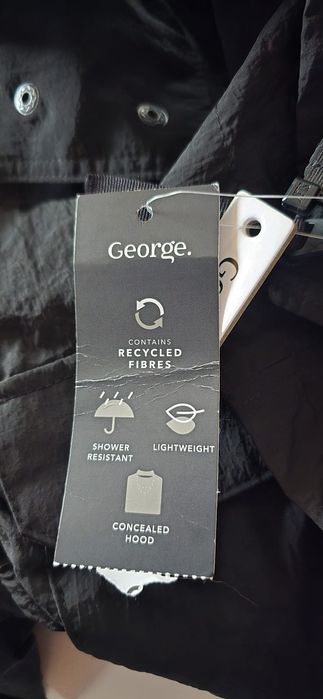 George.
CONTAINS
RECYCLED
FIBRES
SHOWER
RESISTANT
LIGHTWEIGHT
CONCEALED
HOOD